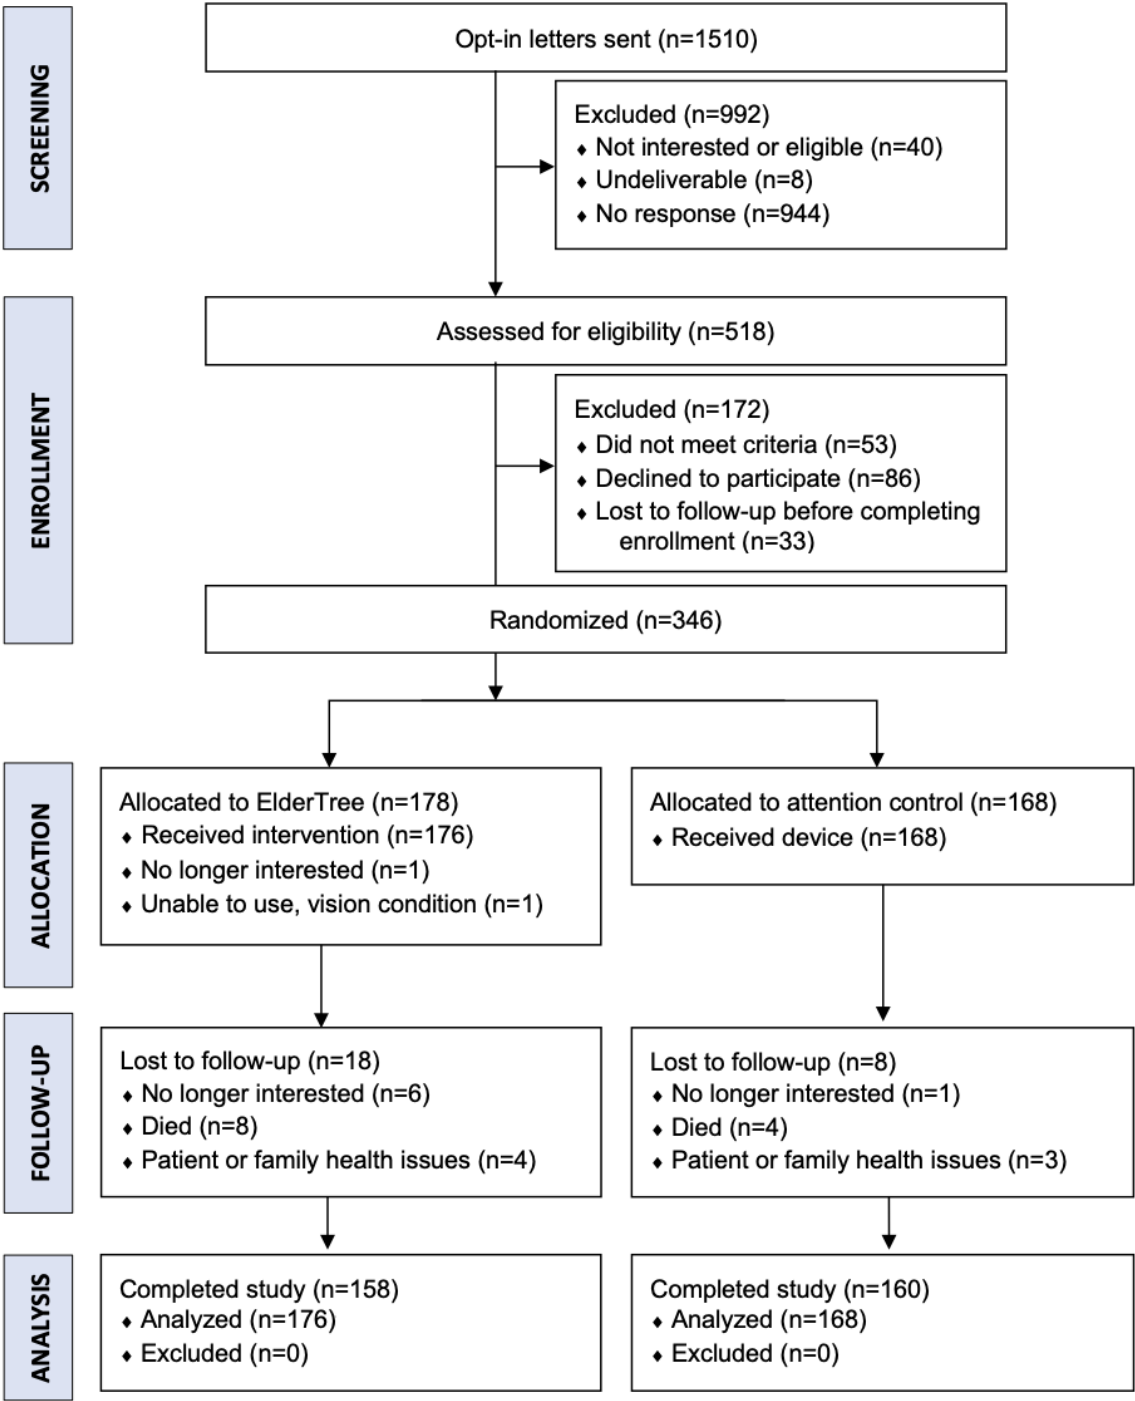 SCREENING
Opt-in letters sent (n=1510)
Excluded (n=992)
♦ Not interested or eligible (n=40)
♦ Undeliverable (n=8)
♦ No response (n=944)
ENROLLMENT
Assessed for eligibility (n=518)
Excluded (n=172)
♦ Did not meet criteria (n=53)
♦ Declined to participate (n=86)
♦ Lost to follow-up before completing
enrollment (n=33)
Randomized (n=346)
ALLOCATION
Allocated to ElderTree (n=178)
♦ Received intervention (n=176)
♦ No longer interested (n=1)
♦ Unable to use, vision condition (n=1)
Allocated to attention control (n=168)
♦ Received device (n=168)
FOLLOW-UP
Lost to follow-up (n=18)
♦ No longer interested (n=6)
♦ Died (n=8)
♦ Patient or family health issues (n=4)
Lost to follow-up (n=8)
♦ No longer interested (n=1)
♦ Died (n=4)
♦ Patient or family health issues (n=3)
ANALYSIS
Completed study (n=158)
♦ Analyzed (n=176)
♦ Excluded (n=0)
Completed study (n=160)
♦ Analyzed (n=168)
♦ Excluded (n=0)